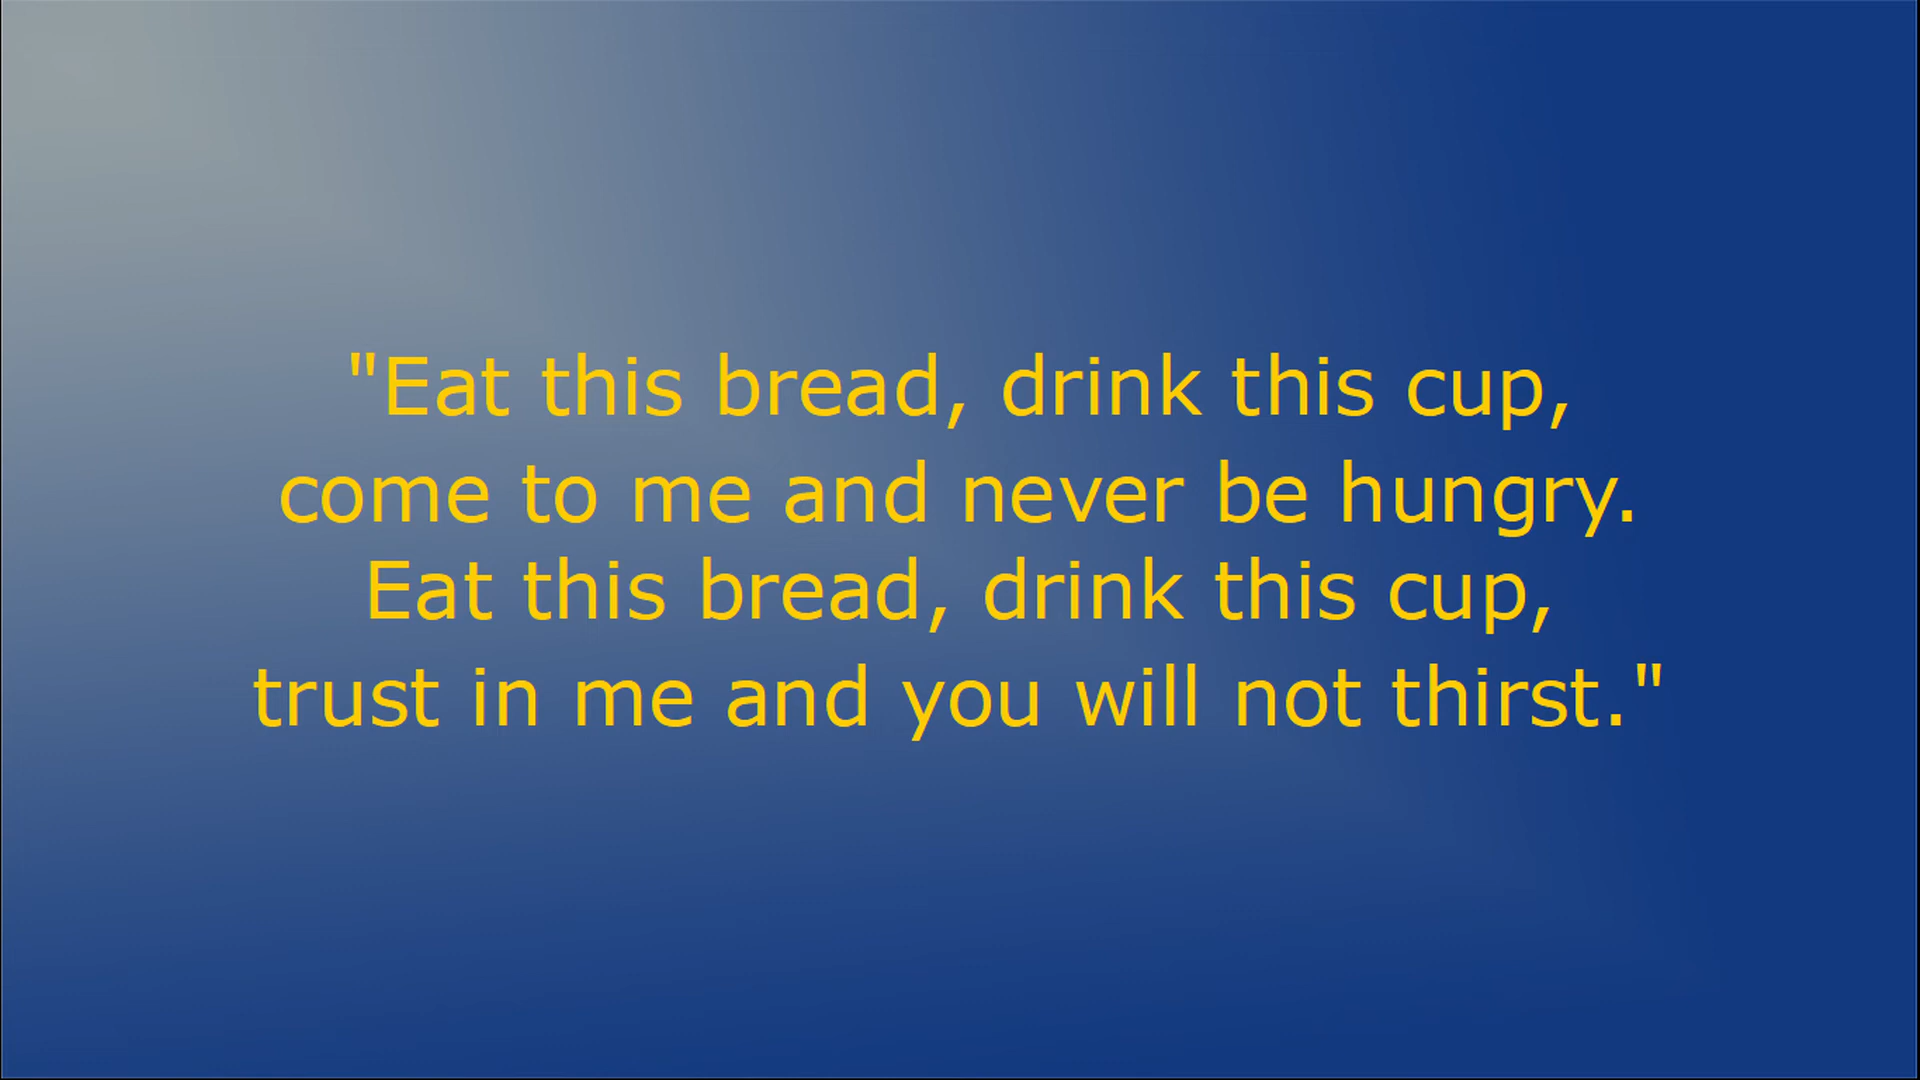 "Eat this bread, drink this cup,
come to me and never be hungry.
Eat this bread, drink this cup,
trust in me and you will not thirst."